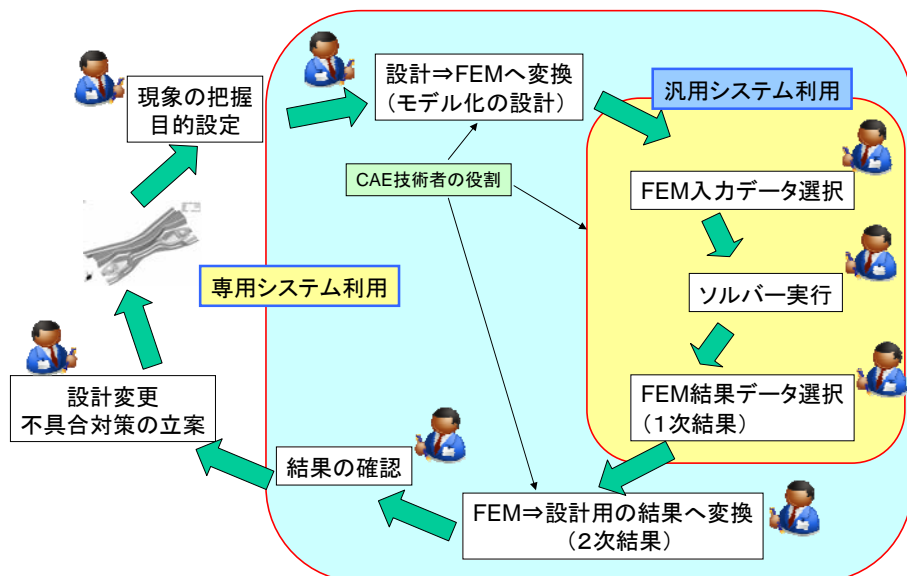 現象の把握
目的設定
設計⇒FEMへ変換
（モデル化の設計）
汎用システム利用
CAE技術者の役割
FEM入力データ選択
専用システム利用
ソルバー実行
設計変更
不具合対策の立案
FEM結果データ選択
（１次結果）
結果の確認
FEM⇒設計用の結果へ変換
（２次結果）